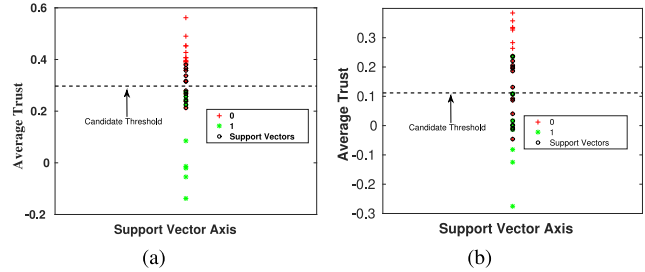 (a)
0.6
0.4
0.2
0
-0.2
Average Trust
Candidate Threshold
0
1
Support Vectors
Support Vector Axis
(a)
(b)
0.3
0.2
0.1
0
-0.1
-0.2
-0.3
Average Trust
Candidate Threshold
0
1
Support Vectors
Support Vector Axis
(b)